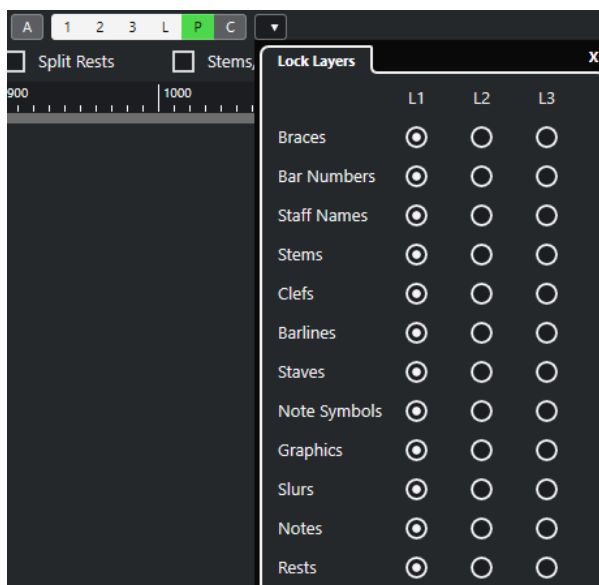 A 1 2 3 L P C
Split Rests Stems/
Lock Layers X
900 1000
L1 L2 L3
Braces
Bar Numbers
Staff Names
Stems
Clefs
Barlines
Staves
Note Symbols
Graphics
Slurs
Notes
Rests